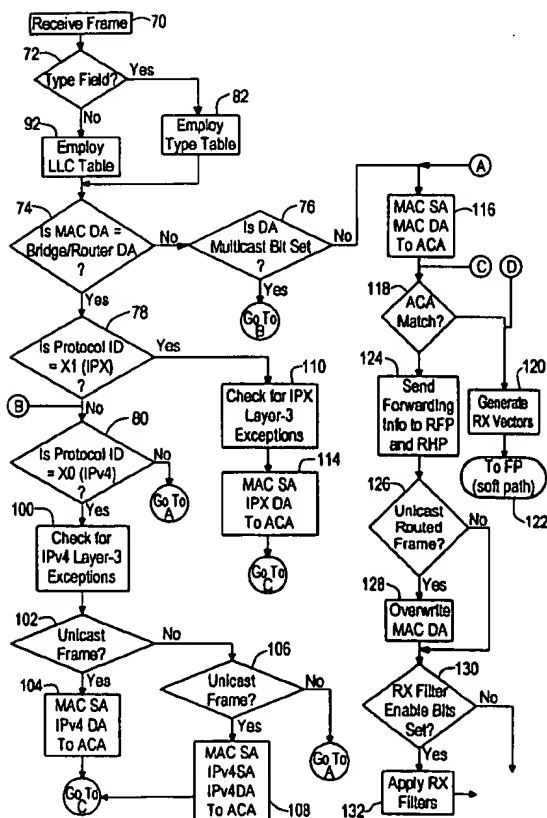 Receive Frame
70
72
Type Field?
Yes
82
No
92
Employ
LLC Table
Employ
Type Table
74
Is MAC DA =
Bridge/Router DA
?
No
76
Is DA
Multicast Bit Set
?
No
Yes
Go To
B
Yes
78
Is Protocol ID
= X1 (IPX)
?
Yes
110
Check for IPX
Layer-3
Exceptions
114
MAC SA
IPX DA
To ACA
Go To
C
B
No
80
Is Protocol ID
= X0 (IPv4)
?
No
Go To
A
Yes
100
Check for
IPv4 Layer-3
Exceptions
102
Unicast
Frame?
No
Yes
104
MAC SA
IPv4 DA
To ACA
Go To
C
106
Unicast
Frame?
No
Go To
A
Yes
MAC SA
IPv4SA
IPv4DA
To ACA
108
A
MAC SA
MAC DA
To ACA
116
C
D
118
ACA
Match?
120
Generate
RX Vectors
To FP
(soft path)
122
124
Send
Forwarding
Info to RFP
and RHP
126
Unicast
Routed
Frame?
No
Yes
128
Overwrite
MAC DA
130
RX Filter
Enable Bits
Set?
No
Yes
132
Apply RX
Filters